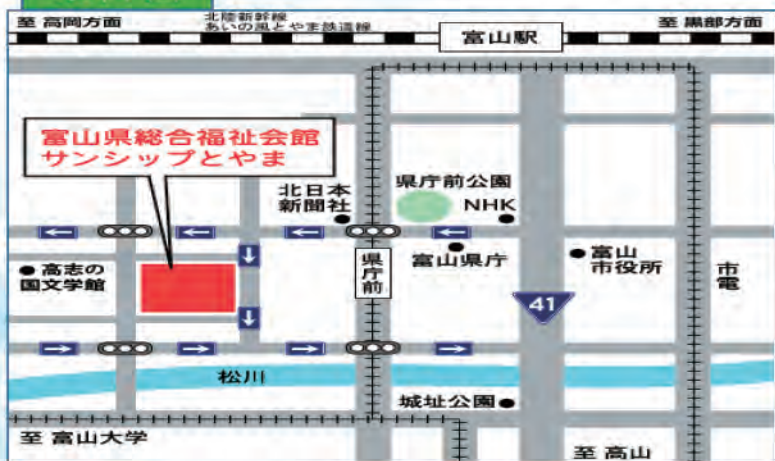 至 高岡方面
北陸新幹線
あいの風とやま鉄道線
富山駅
至 黒部方面
富山県総合福祉会館
サンシップとやま
北日本
新聞社
県庁前公園
NHK
高志の
国文学館
県庁前
富山県庁
富山
市役所
市電
41
松川
城址公園
至 富山大学
至 高山